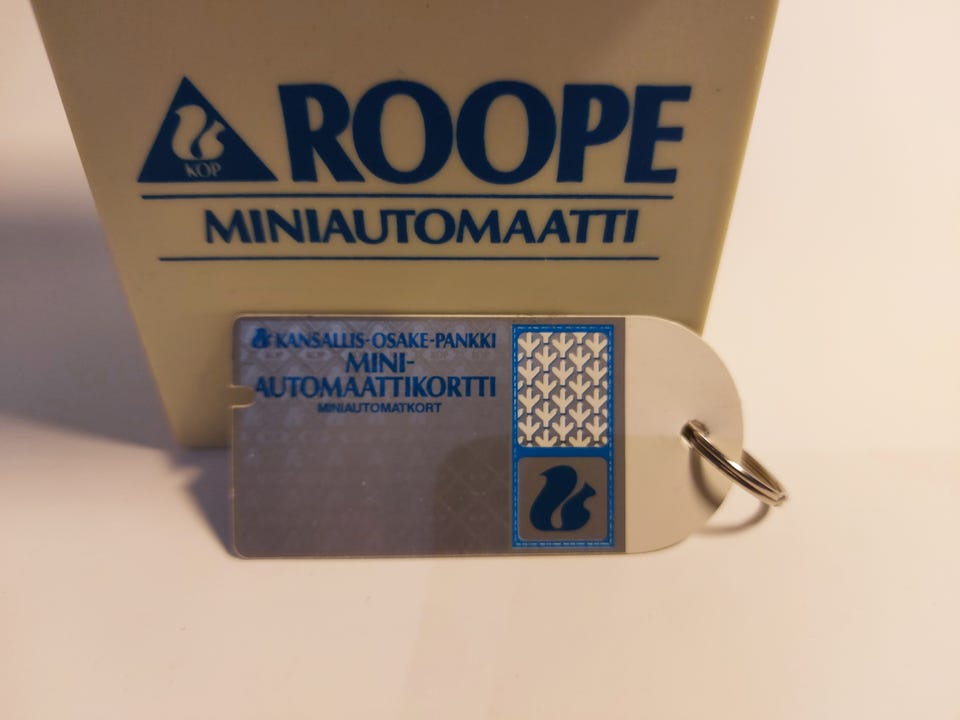 KOP
ROOPE
MINIAUTOMAATTI
KANSALLIS-OSAKE-PANKKI
MINI-
AUTOMAATTIKORTTI
MINIAUTOMATKORT